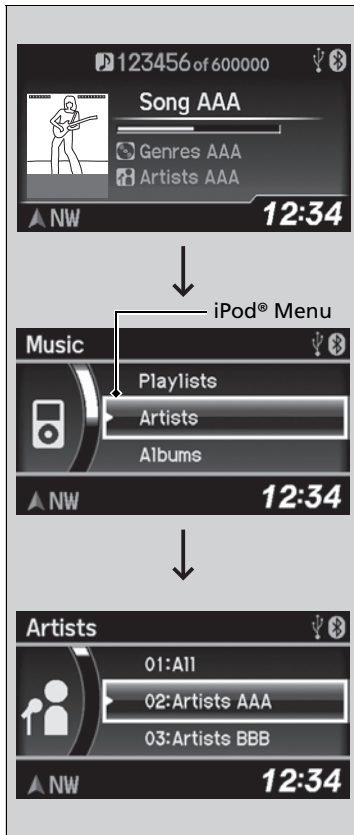 123456 of 600000
Song AAA
Genres AAA
Artists AAA
NW
12:34
iPod® Menu
Music
Playlists
Artists
Albums
NW
12:34
Artists
01:All
02:Artists AAA
03:Artists BBB
NW
12:34